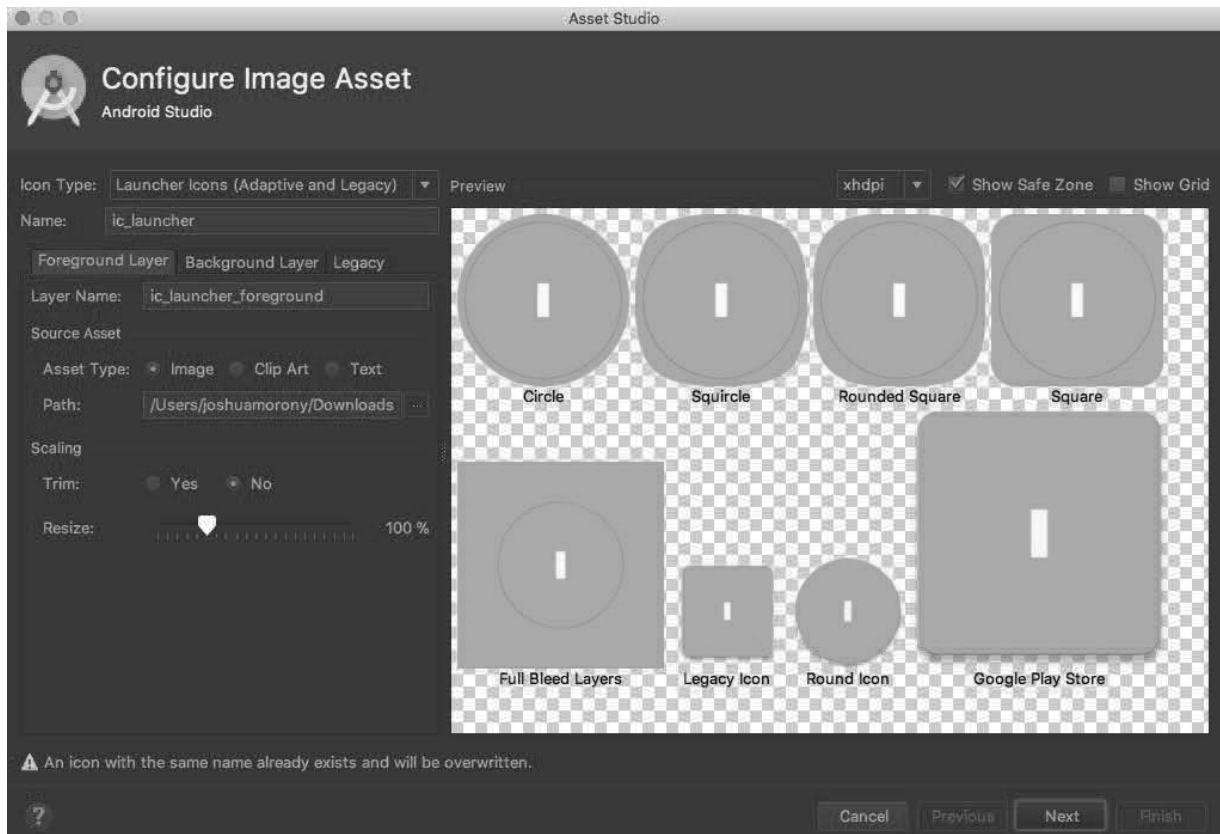 Asset Studio
Configure Image Asset
Android Studio
Icon Type: Launcher Icons (Adaptive and Legacy)
Preview
xhdpi
Show Safe Zone
Show Grid
Name: ic_launcher
Foreground Layer
Background Layer
Legacy
Layer Name: ic_launcher_foreground
Source Asset
Asset Type: Image Clip Art Text
Path: /Users/joshuamorony/Downloads ...
Scaling
Trim: Yes No
Resize: 100 %
Circle
Squircle
Rounded Square
Square
Full Bleed Layers
Legacy Icon
Round Icon
Google Play Store
An icon with the same name already exists and will be overwritten.
?
Cancel
Previous
Next
Finish